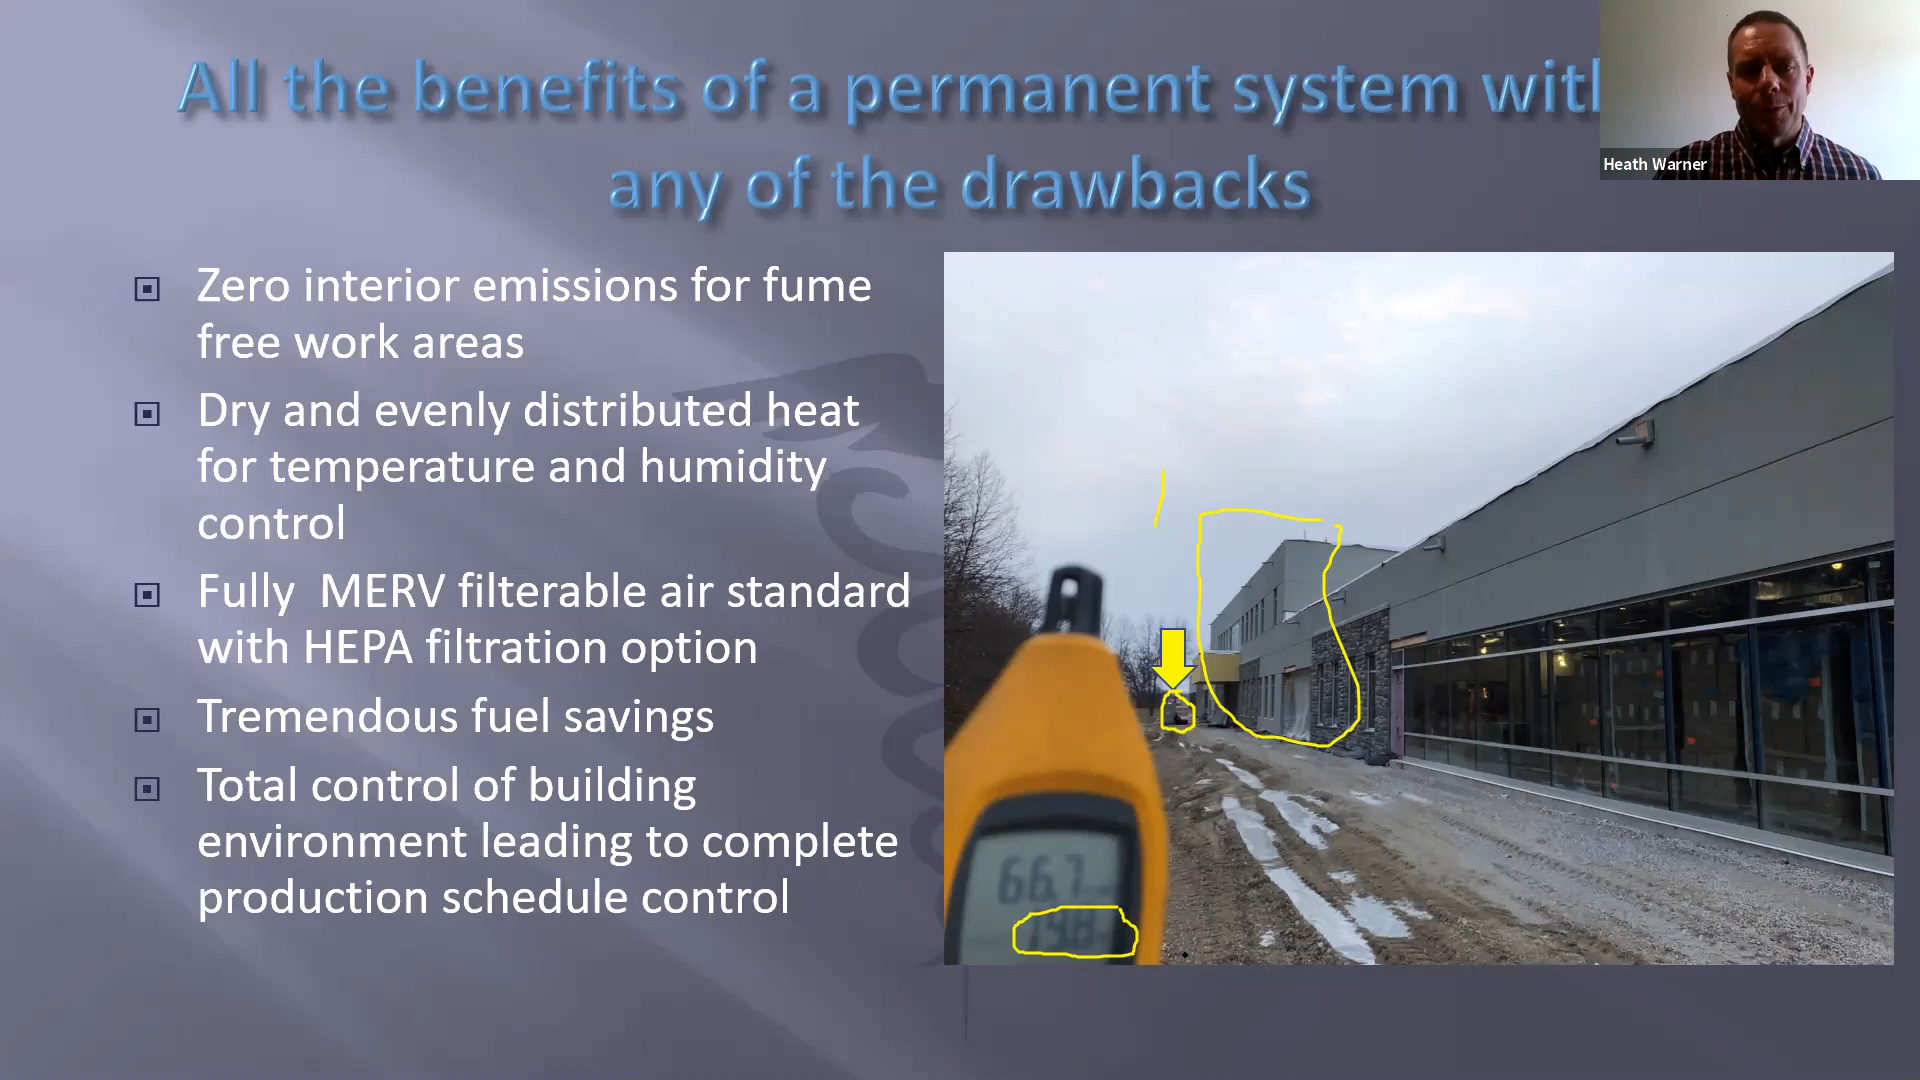 All the benefits of a permanent system with
any of the drawbacks
Heath Warner
Zero interior emissions for fume
free work areas
Dry and evenly distributed heat
for temperature and humidity
control
Fully  MERV filterable air standard
with HEPA filtration option
Tremendous fuel savings
Total control of building
environment leading to complete
production schedule control
66.7